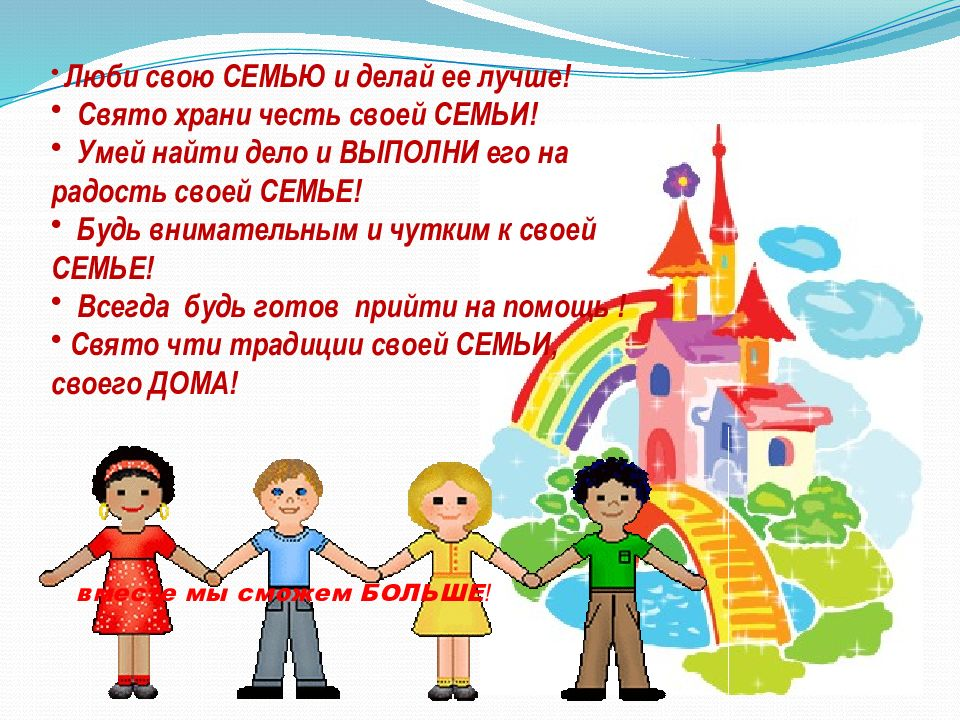 • Люби свою СЕМЬЮ и делай ее лучше!
• Свято храни честь своей СЕМЬИ!
• Умей найти дело и ВЫПОЛНИ его на
радость своей СЕМЬЕ!
• Будь внимательным и чутким к своей
СЕМЬЕ!
• Всегда будь готов прийти на помощь !
• Свято чти традиции своей СЕМЬИ,
своего ДОМА!
вместе мы сможем БОЛЬШЕ!